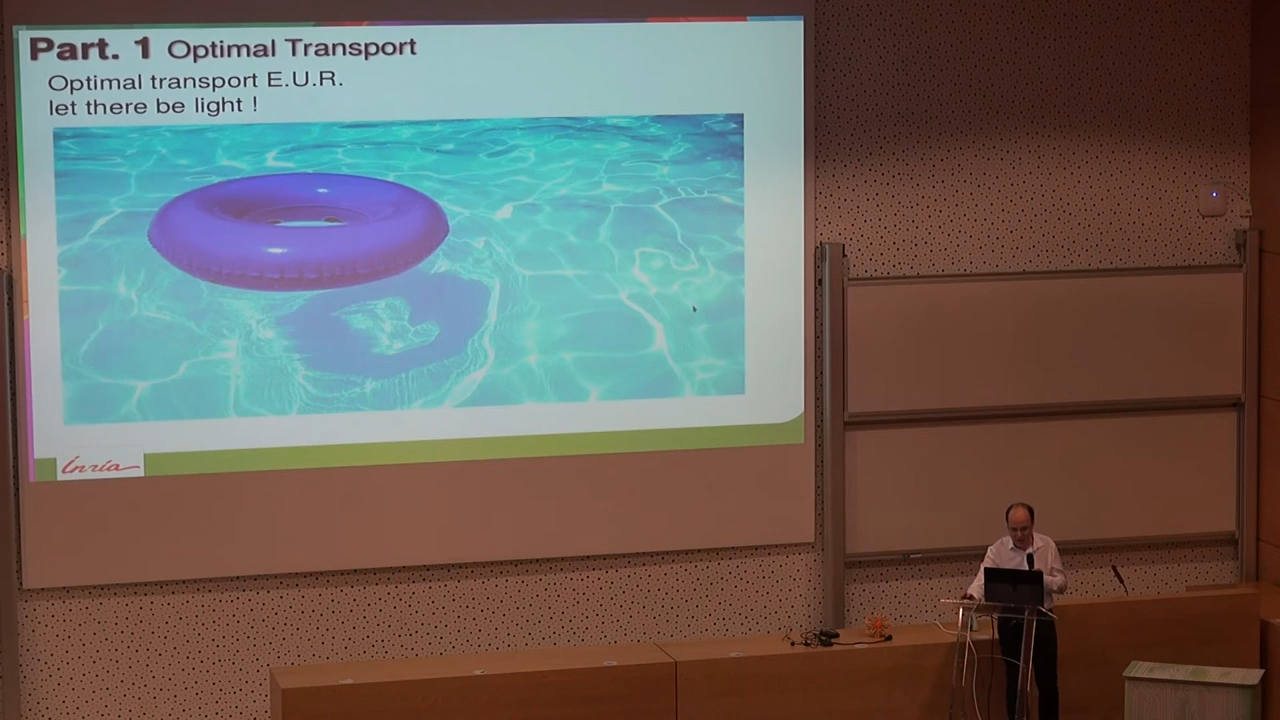 Part. 1 Optimal Transport
Optimal transport E.U.R.
let there be light !
Inria